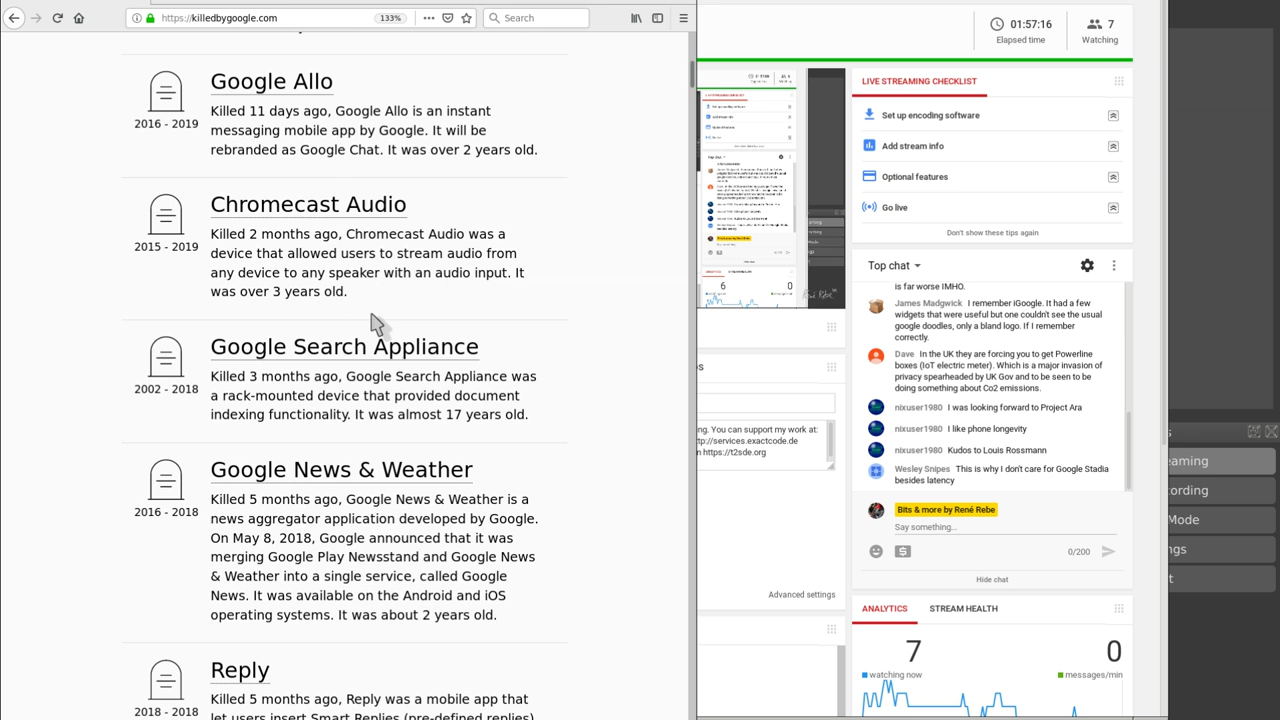 https://killedbygoogle.com
133%
Search
Google Allo
2016 - 2019
Killed 11 days ago, Google Allo is an instant
messaging mobile app by Google. It will be
rebranded as Google Chat. It was over 2 years old.
Chromecast Audio
2015 - 2019
Killed 2 months ago, Chromecast Audio was a
device that allowed users to stream audio from
any device to any speaker with an audio input. It
was over 3 years old.
Google Search Appliance
2002 - 2018
Killed 3 months ago, Google Search Appliance was
a rack-mounted device that provided document
indexing functionality. It was almost 17 years old.
Google News & Weather
2016 - 2018
Killed 5 months ago, Google News & Weather is a
news aggregator application developed by Google.
On May 8, 2018, Google announced that it was
merging Google Play Newsstand and Google News
& Weather into a single service, called Google
News. It was available on the Android and iOS
operating systems. It was about 2 years old.
Reply
2018 - 2018
Killed 5 months ago, Reply was a mobile app that
let users insert Smart Replies (pre-defined replies)
01:57:16
Elapsed time
7
Watching
LIVE STREAMING CHECKLIST
Set up encoding software
Add stream info
Optional features
Go live
Don't show these tips again
Top chat
is far worse IMHO.
James Madgwick I remember iGoogle. It had a few
widgets that were useful but one couldn't see the usual
google doodles, only a bland logo. If I remember
correctly.
Dave In the UK they are forcing you to get Powerline
boxes (IoT electric meter). Which is a major invasion of
privacy spearheaded by UK Gov and to be seen to be
doing something about Co2 emissions.
nixuser1980 I was looking forward to Project Ara
nixuser1980 I like phone longevity
nixuser1980 Kudos to Louis Rossmann
Wesley Snipes This is why I don't care for Google Stadia
besides latency
Bits & more by René Rebe
Say something...
0/200
Hide chat
ANALYTICS
STREAM HEALTH
7
watching now
0
messages/min
ng. You can support my work at:
ttp://services.exactcode.de
n https://t2sde.org
Advanced settings
6
0
eaming
ording
Mode
ngs
t